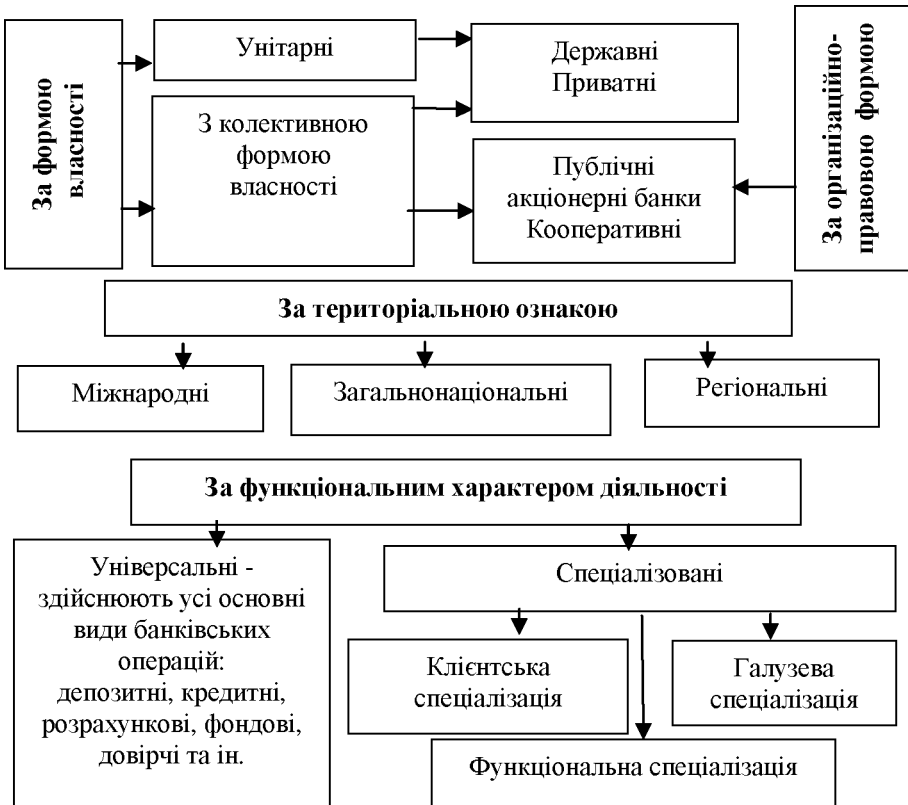 За формою
власності
Унітарні
З колективною
формою
власності
Державні
Приватні
Публічні
акціонерні банки
Кооперативні
За організаційно-
правовою формою
За територіальною ознакою
Міжнародні
Загальнонаціональні
Регіональні
За функціональним характером діяльності
Універсальні -
здійснюють усі основні
види банківських
операцій:
депозитні, кредитні,
розрахункові, фондові,
довірчі та ін.
Спеціалізовані
Клієнтська
спеціалізація
Галузева
спеціалізація
Функціональна спеціалізація